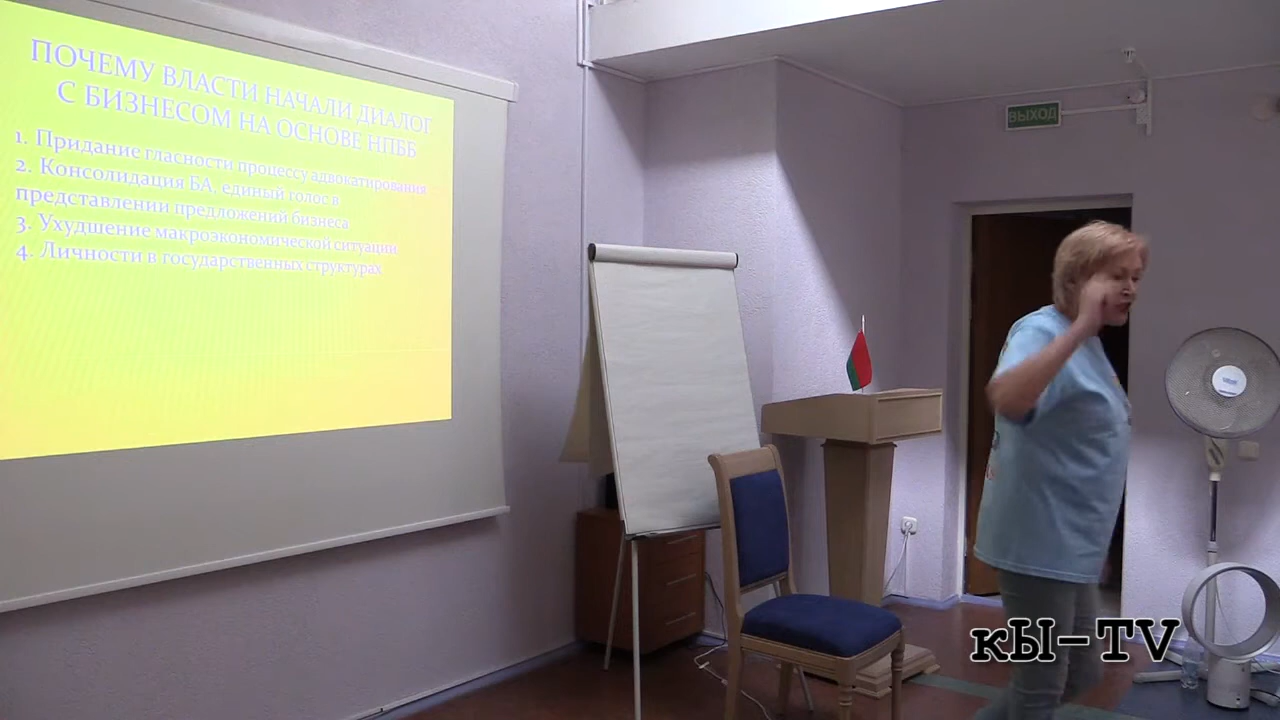 ПОЧЕМУ ВЛАСТИ НАЧАЛИ ДИАЛОГ
С БИЗНЕСОМ НА ОСНОВЕ НПББ
1. Придание гласности процессу адвокатирования
2. Консолидация БА, единый голос в
представлении предложений бизнеса
3. Ухудшение макроэкономической ситуации
4. Личности в государственных структурах
ВЫХОД
кЫ-TV